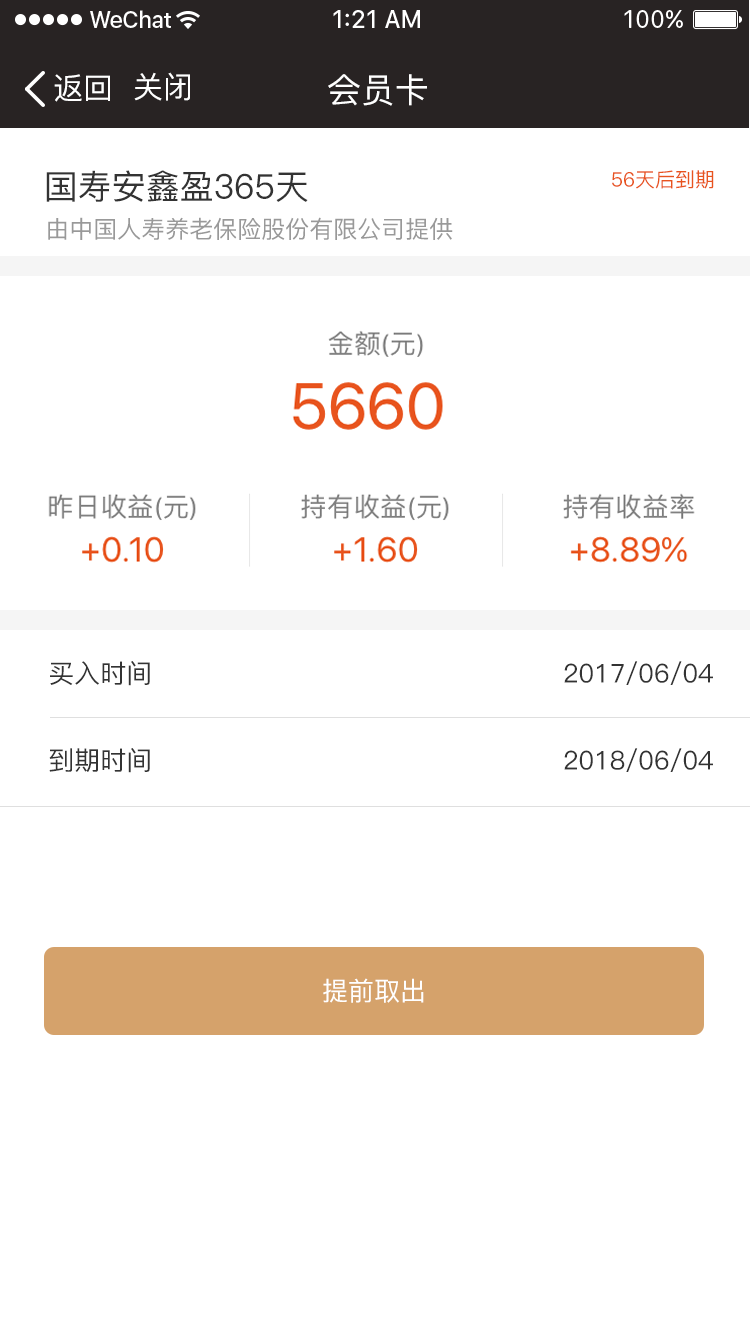 WeChat 1:21 AM 100%
返回 关闭 会员卡
国寿安鑫盈365天 56天后到期
由中国人寿养老保险股份有限公司提供
金额(元)
5660
昨日收益(元) 持有收益(元) 持有收益率
+0.10 +1.60 +8.89%
买入时间 2017/06/04
到期时间 2018/06/04
提前取出